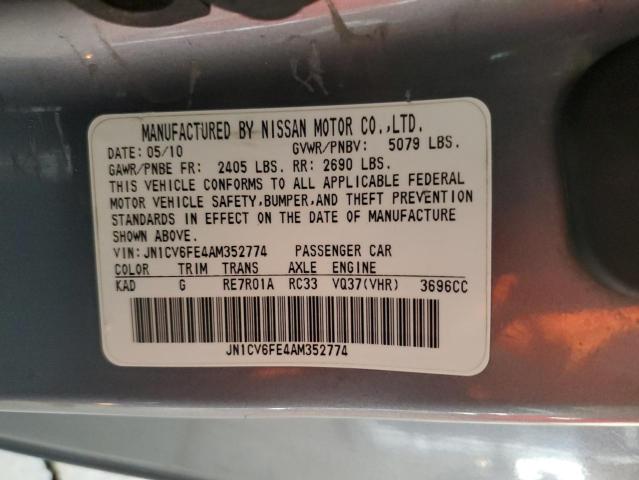 MANUFACTURED BY NISSAN MOTOR CO.,LTD.
DATE: 05/10 GVWR/PNBV: 5079 LBS.
GAWR/PNBE FR: 2405 LBS. RR: 2690 LBS.
THIS VEHICLE CONFORMS TO ALL APPLICABLE FEDERAL
MOTOR VEHICLE SAFETY,BUMPER,AND THEFT PREVENTION
STANDARDS IN EFFECT ON THE DATE OF MANUFACTURE
SHOWN ABOVE.
VIN: JN1CV6FE4AM352774 PASSENGER CAR
COLOR TRIM TRANS AXLE ENGINE
KAD G RE7R01A RC33 VQ37(VHR) 3696CC
JN1CV6FE4AM352774